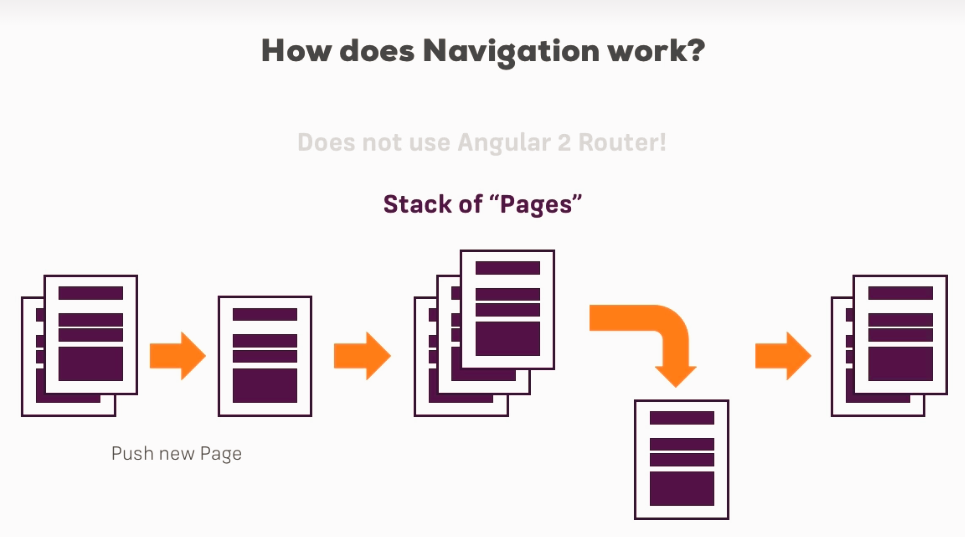 How does Navigation work?
Does not use Angular 2 Router!
Stack of “Pages”
Push new Page